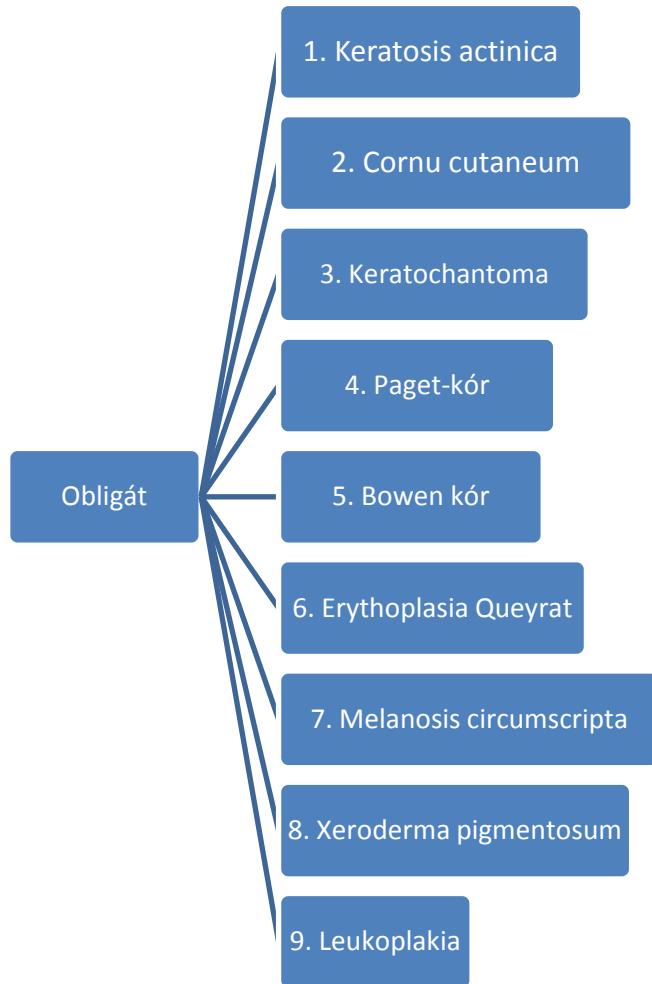 1. Keratosis actinica
2. Cornu cutaneum
3. Keratochantoma
4. Paget-kór
Obligát
5. Bowen kór
6. Erythoplasia Queyrat
7. Melanosis circumscripta
8. Xeroderma pigmentosum
9. Leukoplakia